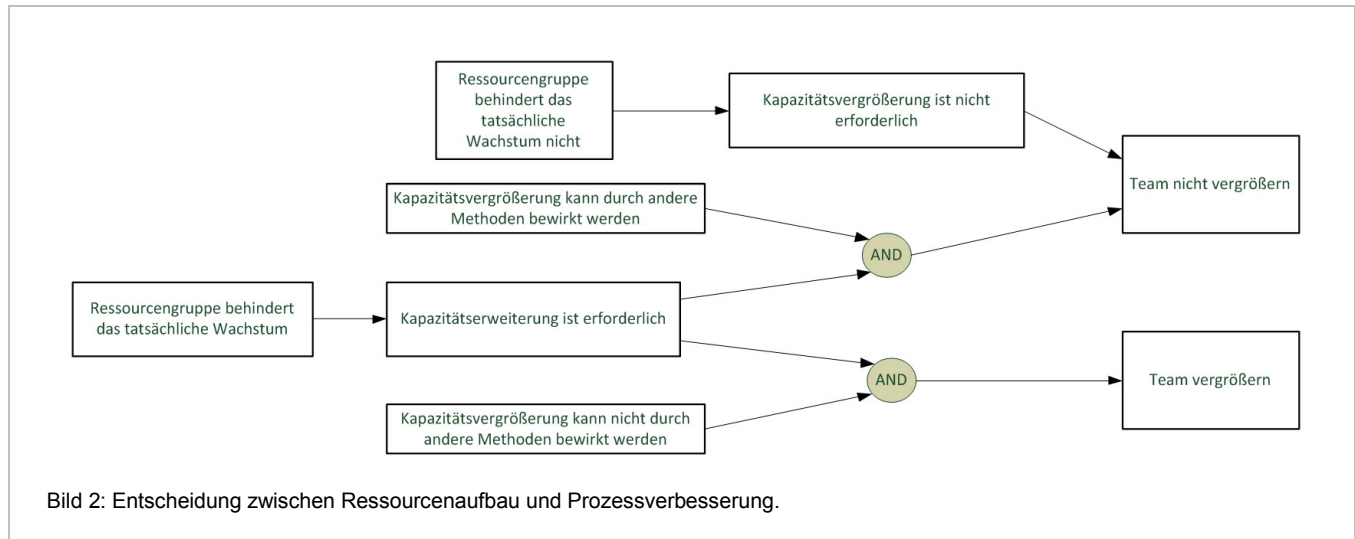 Ressourcengruppe
behindert das
tatsächliche
Wachstum nicht
Kapazitätsvergrößerung ist nicht
erforderlich
Team nicht vergrößern
Kapazitätsvergrößerung kann durch andere
Methoden bewirkt werden
AND
Ressourcengruppe behindert
das tatsächliche Wachstum
Kapazitätserweiterung ist erforderlich
AND
Team vergrößern
Kapazitätsvergrößerung kann nicht durch
andere Methoden bewirkt werden
Bild 2: Entscheidung zwischen Ressourcenaufbau und Prozessverbesserung.